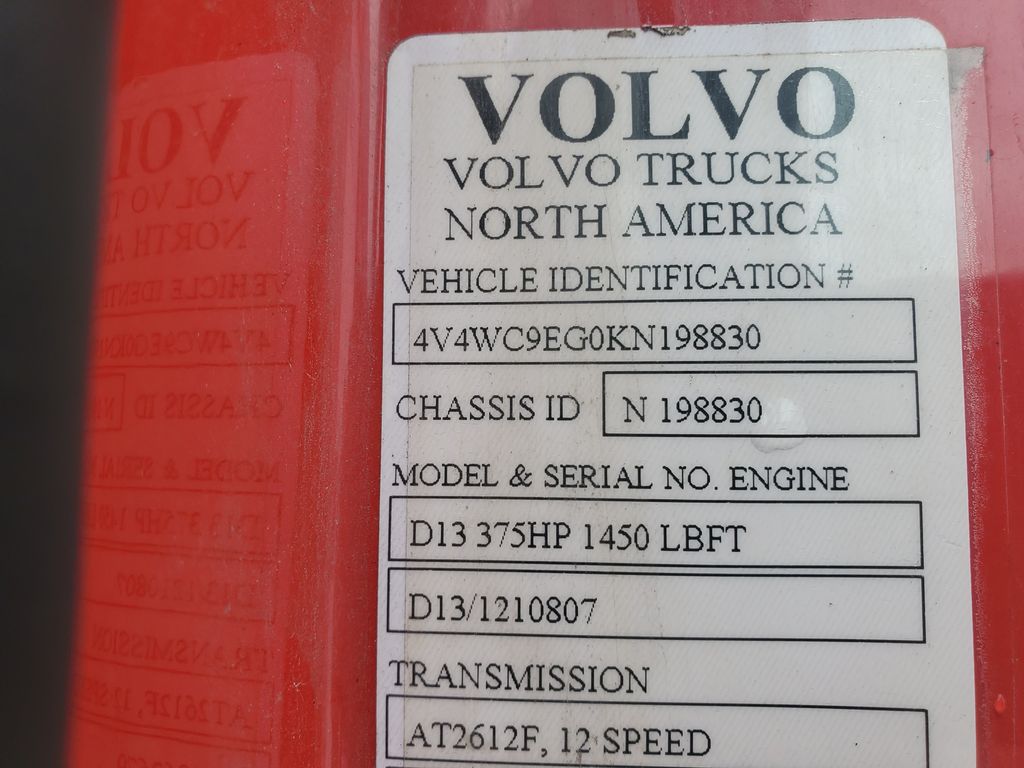 VOLVO
VOLVO TRUCKS
NORTH AMERICA
VEHICLE IDENTIFICATION #
4V4WC9EG0KN198830
CHASSIS ID N 198830
MODEL & SERIAL NO. ENGINE
D13 375HP 1450 LBFT
D13/1210807
TRANSMISSION
AT2612F, 12 SPEED